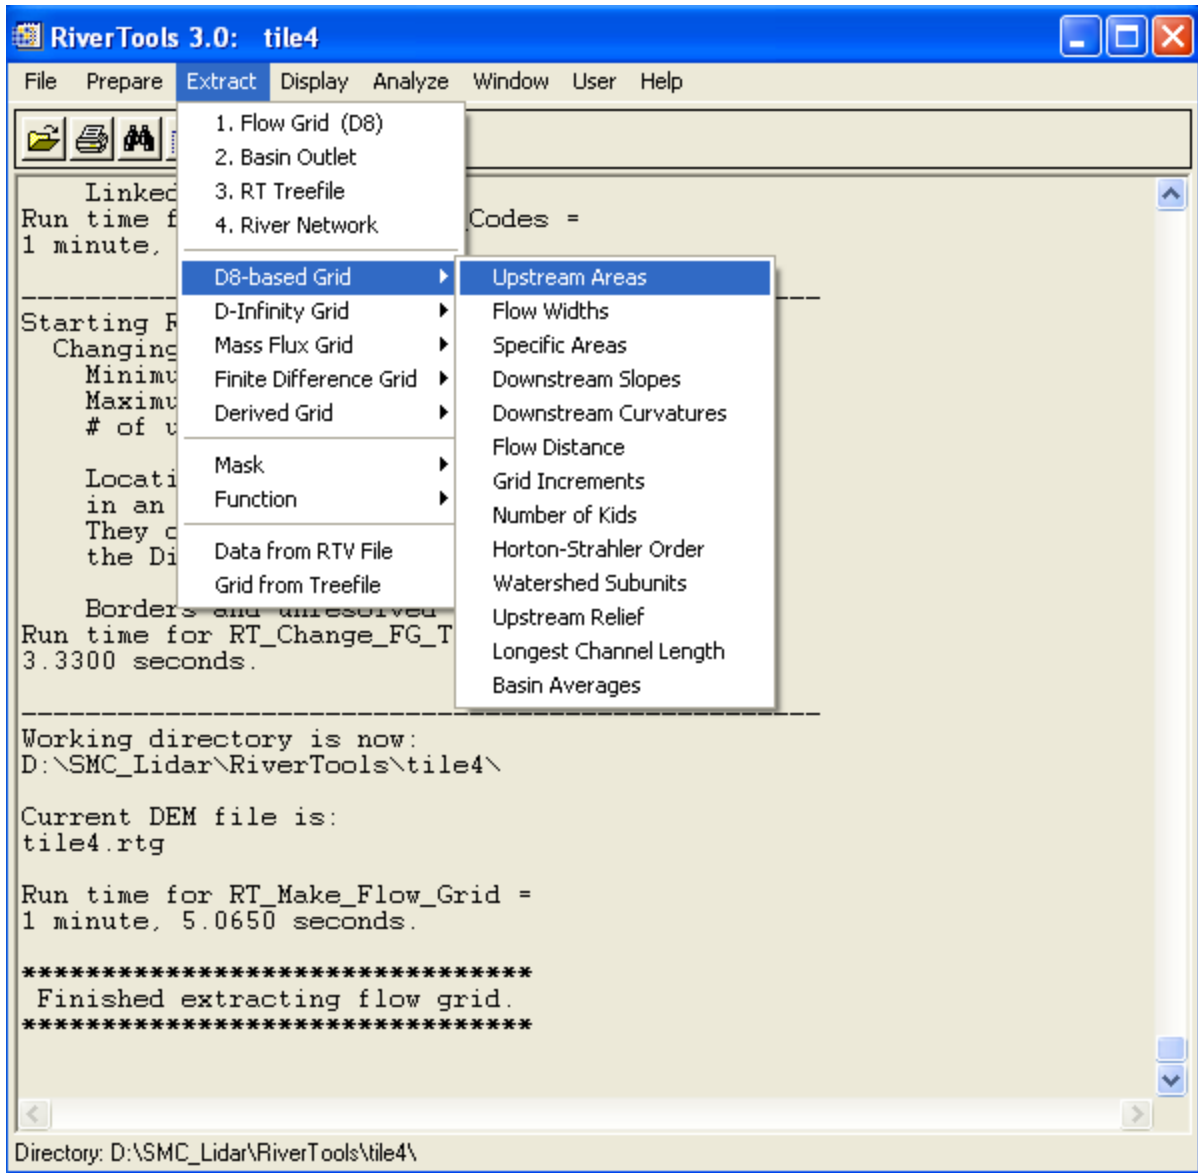 RiverTools 3.0: tile4
File Prepare Extract Display Analyze Window User Help
1. Flow Grid (D8)
2. Basin Outlet
3. RT Treefile
4. River Network
D8-based Grid
D-Infinity Grid
Mass Flux Grid
Finite Difference Grid
Derived Grid
Mask
Function
Data from RTV File
Grid from Treefile
Upstream Areas
Flow Widths
Specific Areas
Downstream Slopes
Downstream Curvatures
Flow Distance
Grid Increments
Number of Kids
Horton-Strahler Order
Watershed Subunits
Upstream Relief
Longest Channel Length
Basin Averages
Linked
Run time f _Codes =
1 minute,
Starting R
Changing
Minimu
Maximu
# of u
Locati
in an
They c
the Di
Borders and unresolved
Run time for RT_Change_FG_T
3.3300 seconds.
Working directory is now:
D:\SMC_Lidar\RiverTools\tile4\
Current DEM file is:
tile4.rtg
Run time for RT_Make_Flow_Grid =
1 minute, 5.0650 seconds.
********************************
Finished extracting flow grid.
********************************
Directory: D:\SMC_Lidar\RiverTools\tile4\